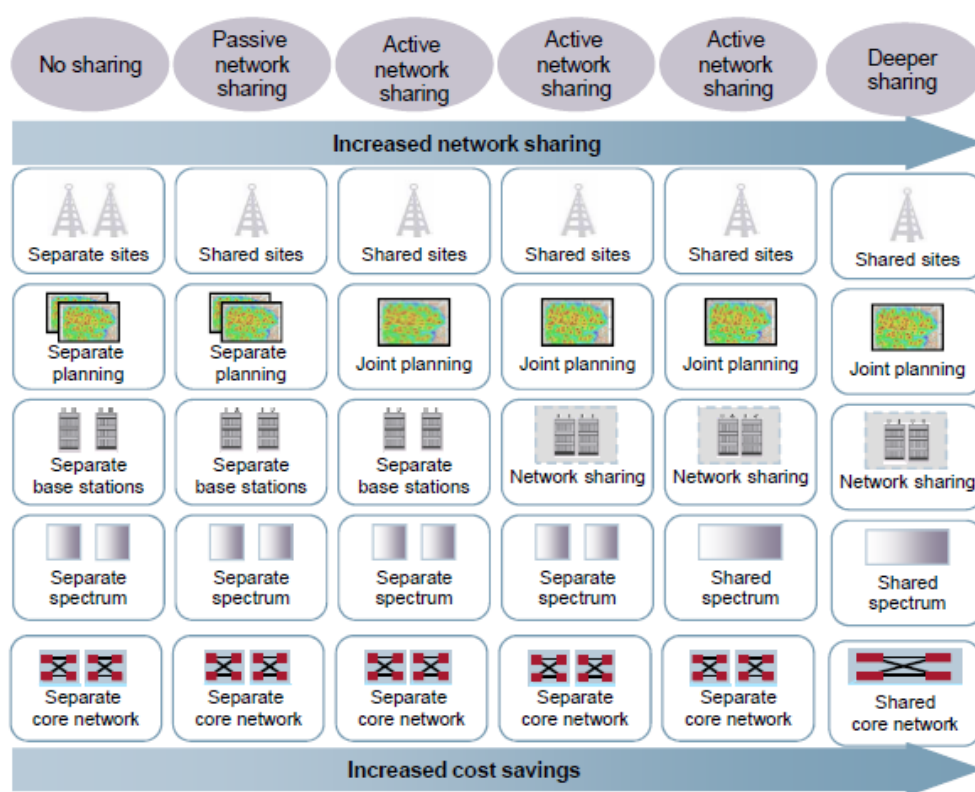 No sharing
Passive
network
sharing
Active
network
sharing
Active
network
sharing
Active
network
sharing
Deeper
sharing
Increased network sharing
Separate sites
Shared sites
Shared sites
Shared sites
Shared sites
Shared sites
Separate
planning
Separate
planning
Joint planning
Joint planning
Joint planning
Joint planning
Separate
base stations
Separate
base stations
Separate
base stations
Network sharing
Network sharing
Network sharing
Separate
spectrum
Separate
spectrum
Separate
spectrum
Separate
spectrum
Shared
spectrum
Shared
spectrum
Separate
core network
Separate
core network
Separate
core network
Separate
core network
Separate
core network
Shared
core network
Increased cost savings